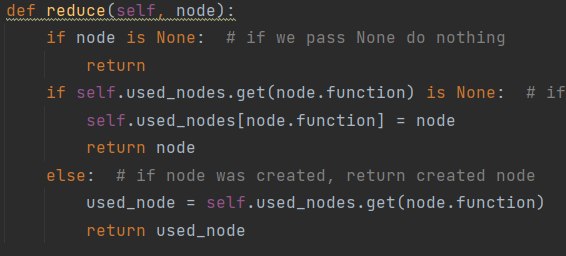 def reduce(self, node):
    if node is None:  # if we pass None do nothing
        return
    if self.used_nodes.get(node.function) is None:  # if
        self.used_nodes[node.function] = node
        return node
    else:  # if node was created, return created node
        used_node = self.used_nodes.get(node.function)
        return used_node